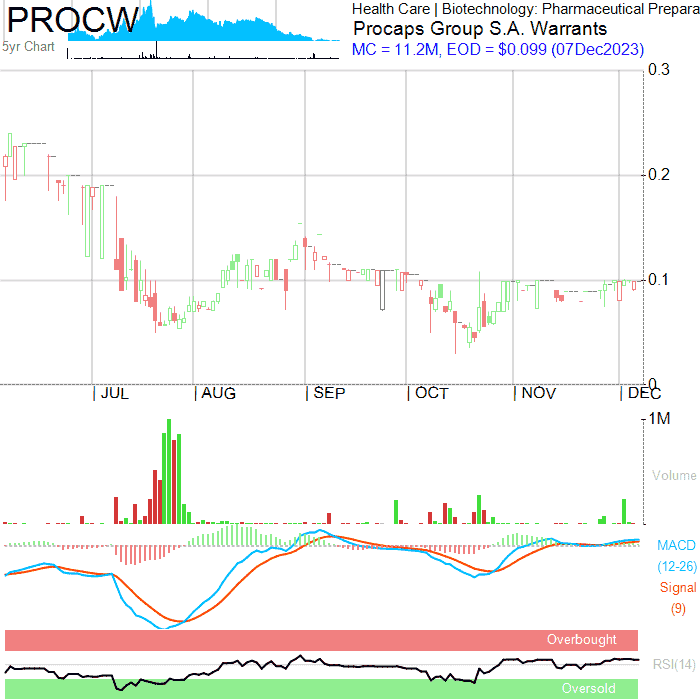 PROCW
Health Care | Biotechnology: Pharmaceutical Prepara
Procaps Group S.A. Warrants
5yr Chart
MC = 11.2M, EOD = $0.099 (07Dec2023)
0.3
0.2
0.1
0
JUL AUG SEP OCT NOV DEC
1M
Volume
MACD
(12-26)
Signal
(9)
Overbought
RSI(14)
Oversold